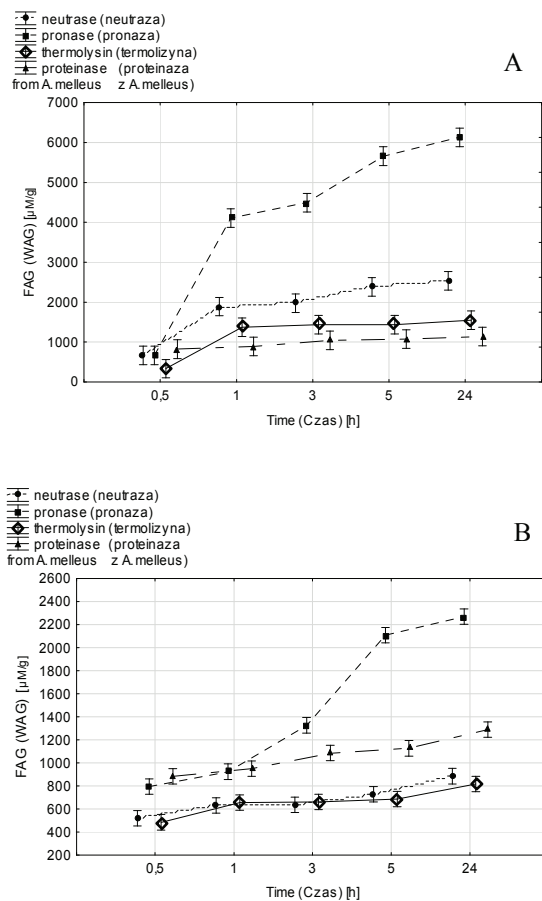 neutrase (neutraza)
pronase (pronaza)
thermolysin (termolizyna)
proteinase (proteinaza
from A.melleus z A.melleus)
A
FAG (WAG) [µM/g]
7000
6000
5000
4000
3000
2000
1000
0
0,5 1 3 5 24
Time (Czas) [h]
neutrase (neutraza)
pronase (pronaza)
thermolysin (termolizyna)
proteinase (proteinaza
from A.melleus z A.melleus)
B
FAG (WAG) [µM/g]
2600
2400
2200
2000
1800
1600
1400
1200
1000
800
600
400
200
0,5 1 3 5 24
Time (Czas) [h]